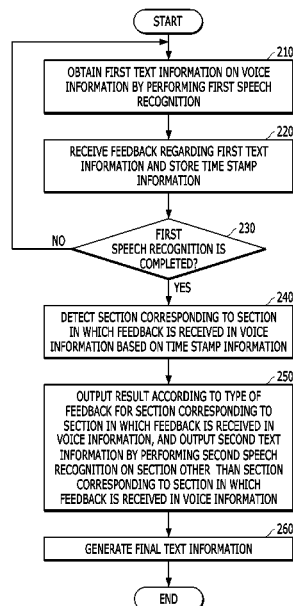 START
210
OBTAIN FIRST TEXT INFORMATION ON VOICE
INFORMATION BY PERFORMING FIRST SPEECH
RECOGNITION
220
RECEIVE FEEDBACK REGARDING FIRST TEXT
INFORMATION AND STORE TIME STAMP
INFORMATION
230
FIRST
SPEECH RECOGNITION IS
COMPLETED?
NO
YES
240
DETECT SECTION CORRESPONDING TO SECTION
IN WHICH FEEDBACK IS RECEIVED IN VOICE
INFORMATION BASED ON TIME STAMP INFORMATION
250
OUTPUT RESULT ACCORDING TO TYPE OF
FEEDBACK FOR SECTION CORRESPONDING TO
SECTION IN WHICH FEEDBACK IS RECEIVED IN
VOICE INFORMATION, AND OUTPUT SECOND TEXT
INFORMATION BY PERFORMING SECOND SPEECH
RECOGNITION ON SECTION OTHER THAN SECTION
CORRESPONDING TO SECTION IN WHICH
FEEDBACK IS RECEIVED IN VOICE INFORMATION
260
GENERATE FINAL TEXT INFORMATION
END